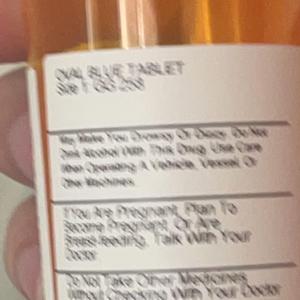 OVAL BLUE TABLET
Side 1: GG 258
May Make You Drowsy Or Dizzy. Do Not
Drink Alcohol With This Drug. Use Care
When Operating A Vehicle, Vessel, Or
Other Machines.
If You Are Pregnant, Plan To
Become Pregnant, Or Are
Breast-feeding, Talk With Your
Doctor.
Do Not Take Other Medicines
Without Checking With Your Doctor